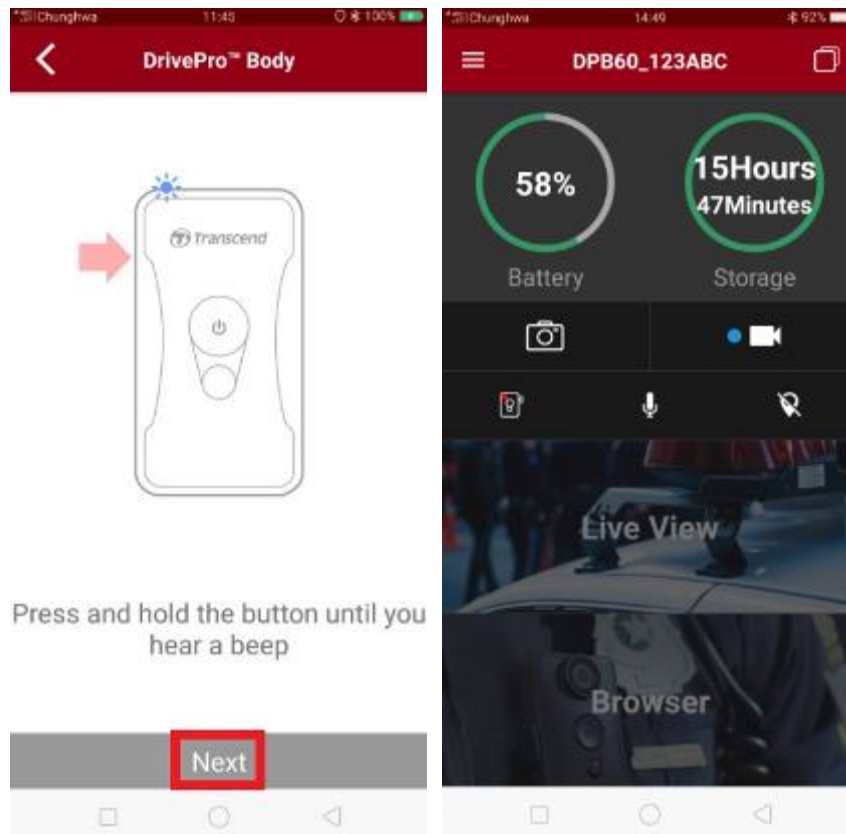 Chunghwa 11:45 100%
DrivePro™ Body
Transcend
Press and hold the button until you
hear a beep
Next
Chunghwa 14:49 92%
DPB60_123ABC
58%
15Hours
47Minutes
Battery
Storage
Live View
Browser